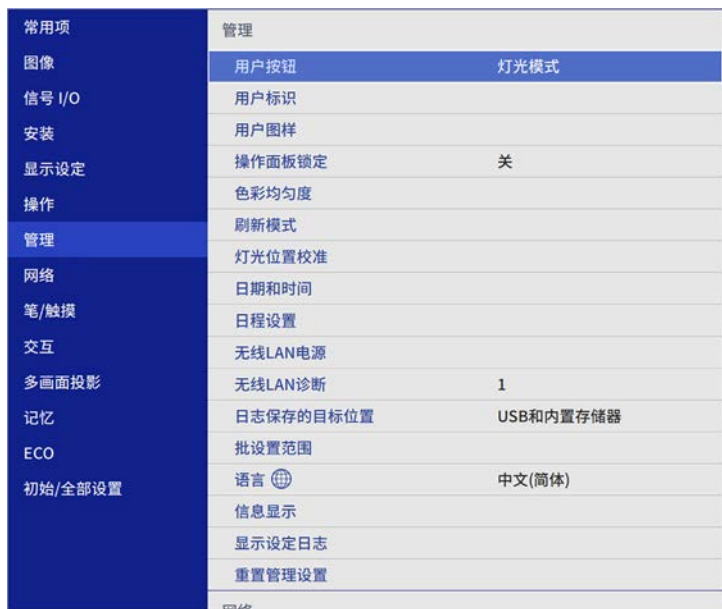 常用项
图像
信号 I/O
安装
显示设定
操作
管理
网络
笔/触摸
交互
多画面投影
记忆
ECO
初始/全部设置
管理
用户按钮 灯光模式
用户标识
用户图样
操作面板锁定 关
色彩均匀度
刷新模式
灯光位置校准
日期和时间
日程设置
无线LAN电源
无线LAN诊断 1
日志保存的目标位置 USB和内置存储器
批设置范围
语言 中文(简体)
信息显示
显示设定日志
重置管理设置
网络